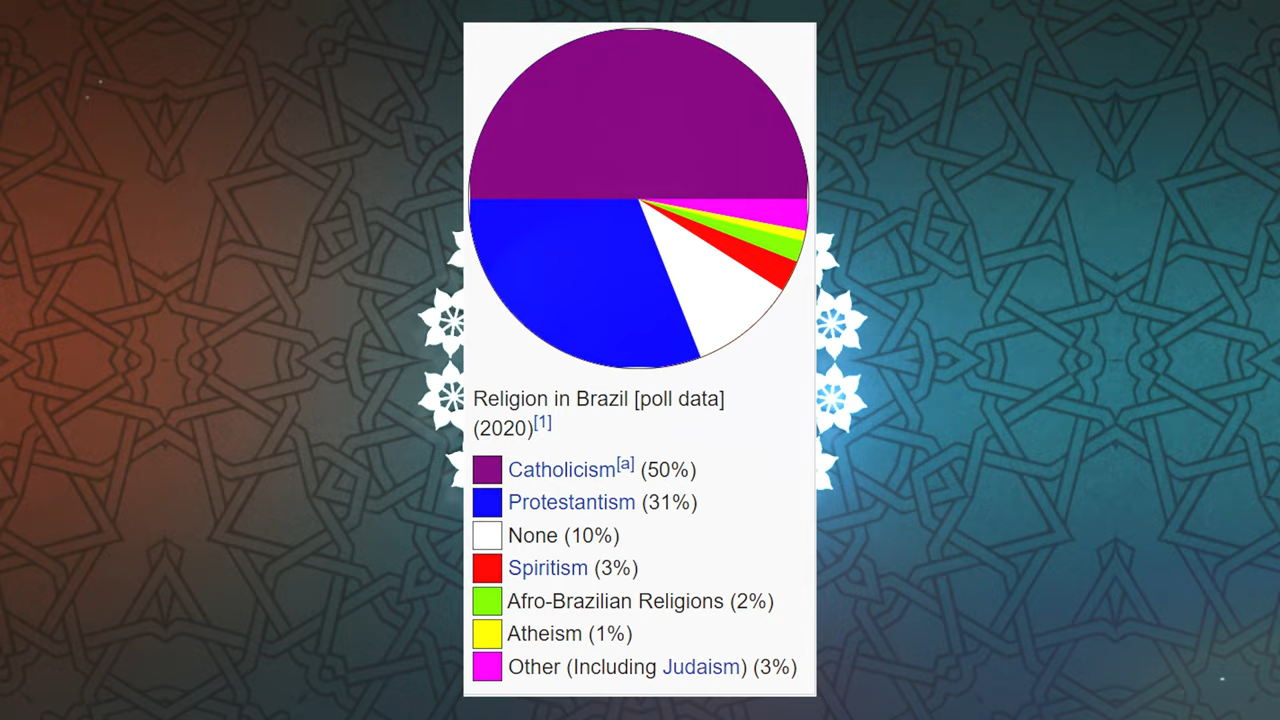 Religion in Brazil [poll data]
(2020)[1]
Catholicism[a] (50%)
Protestantism (31%)
None (10%)
Spiritism (3%)
Afro-Brazilian Religions (2%)
Atheism (1%)
Other (Including Judaism) (3%)